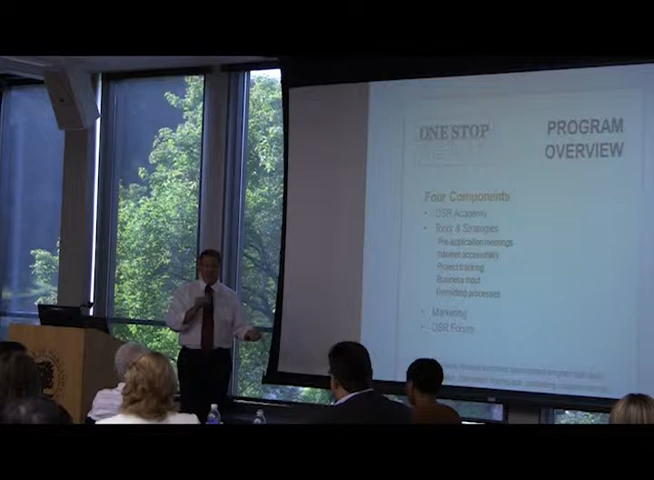 ONE STOP
PROGRAM
OVERVIEW
Four Components
• OSR Academy
• Tools & Strategies
Pre-application meetings
Internet accessibility
Project tracking
Business input
Permitting processes
• Marketing
• OSR Forum